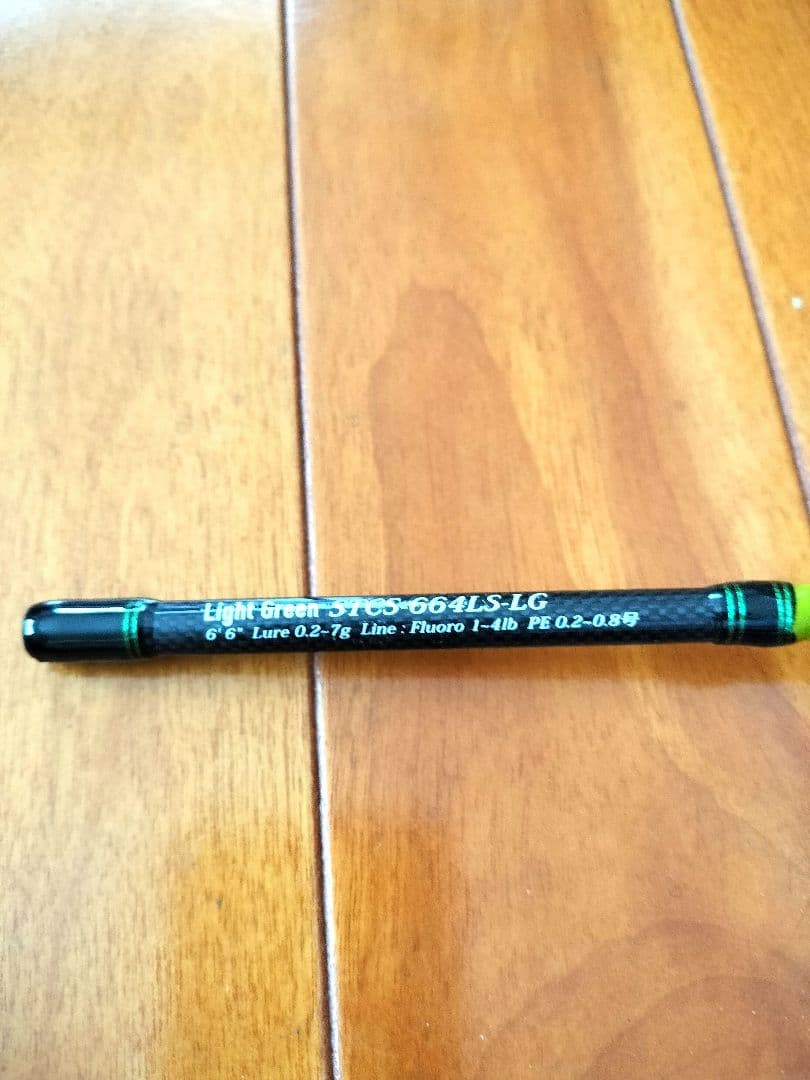 Light Green STCS-664LS-LG
6'6" Lure 0.2~7g Line : Fluoro 1~4lb PE 0.2~0.8号